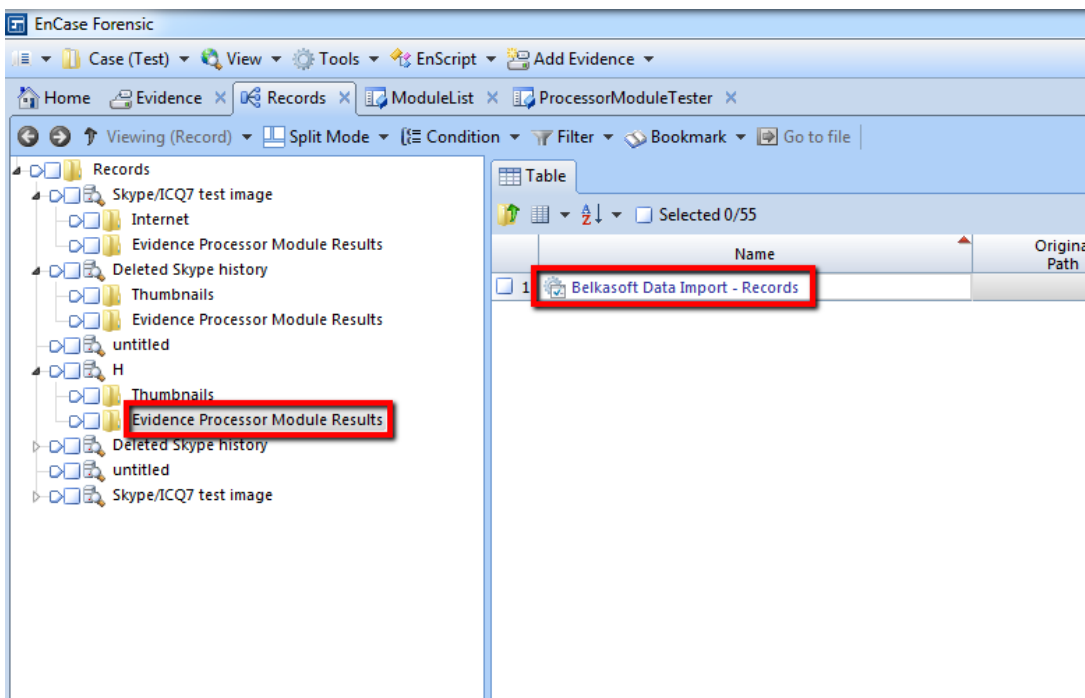 EnCase Forensic
Case (Test) View Tools EnScript Add Evidence
Home Evidence Records ModuleList ProcessorModuleTester
Viewing (Record) Split Mode Condition Filter Bookmark Go to file
Records
Skype/ICQ7 test image
Internet
Evidence Processor Module Results
Deleted Skype history
Thumbnails
Evidence Processor Module Results
untitled
H
Thumbnails
Evidence Processor Module Results
Deleted Skype history
untitled
Skype/ICQ7 test image
Table
Selected 0/55
Name
Origina
Path
1 Belkasoft Data Import - Records